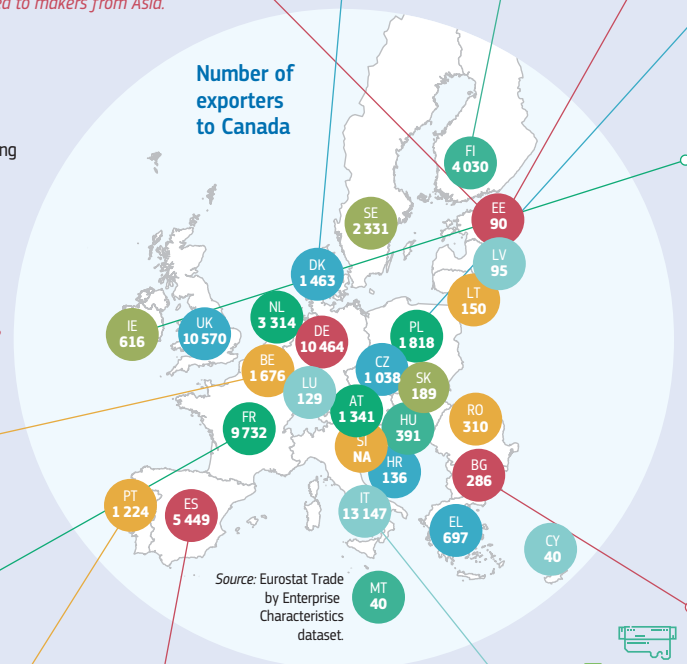 ed to makers from Asia.
Number of
exporters
to Canada
ng
FI
4 030
SE
2 331
EE
90
LV
95
DK
1 463
LT
150
NL
3 314
IE
616
UK
10 570
DE
10 464
PL
1 818
BE
1 676
CZ
1 038
LU
129
SK
189
AT
1 341
RO
310
FR
9 732
HU
391
SI
NA
HR
136
BG
286
PT
1 224
ES
5 449
IT
13 147
EL
697
CY
40
Source: Eurostat Trade
by Enterprise
Characteristics
dataset.
MT
40